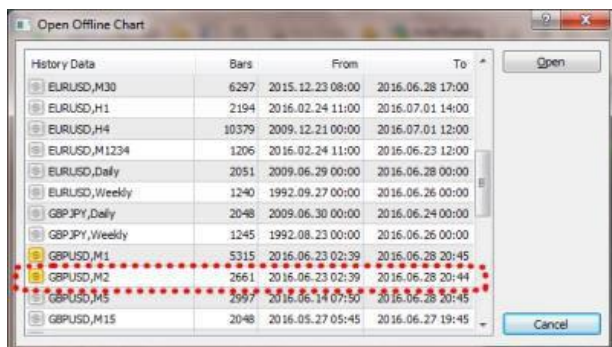 Open Offline Chart
History Data Bars From To Open
EURUSD,M30 6297 2015.12.23 08:00 2016.06.28 17:00
EURUSD,H1 2194 2016.02.24 11:00 2016.07.01 14:00
EURUSD,H4 10379 2009.12.21 00:00 2016.07.01 12:00
EURUSD,M1234 1206 2016.02.24 11:00 2016.06.23 12:00
EURUSD,Daily 2051 2009.06.29 00:00 2016.06.28 00:00
EURUSD,Weekly 1240 1992.09.27 00:00 2016.06.26 00:00
GBPJPY,Daily 2048 2009.06.30 00:00 2016.06.24 00:00
GBPJPY,Weekly 1245 1992.08.23 00:00 2016.06.26 00:00
GBPUSD,M1 5315 2016.06.23 02:39 2016.06.28 20:45
GBPUSD,M2 2661 2016.06.23 02:39 2016.06.28 20:44
GBPUSD,M5 2997 2016.06.14 07:50 2016.06.28 20:45
GBPUSD,M15 2048 2016.05.27 05:45 2016.06.27 19:45
Cancel